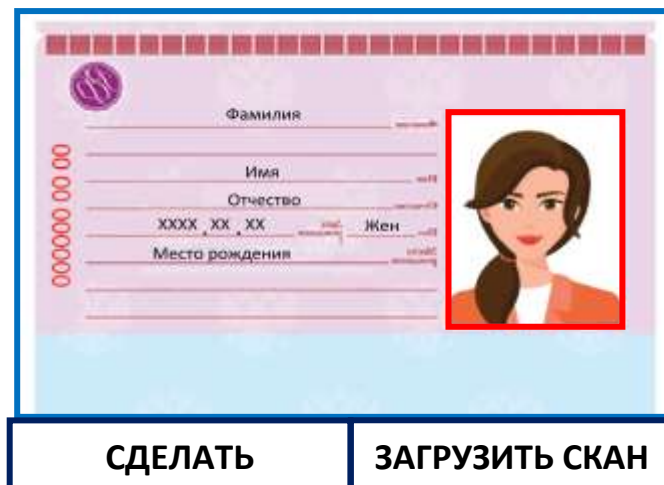 Фамилия
Имя
Отчество
XXXX . XX . XX Жен
Место рождения
00 00 000000
СДЕЛАТЬ ЗАГРУЗИТЬ СКАН